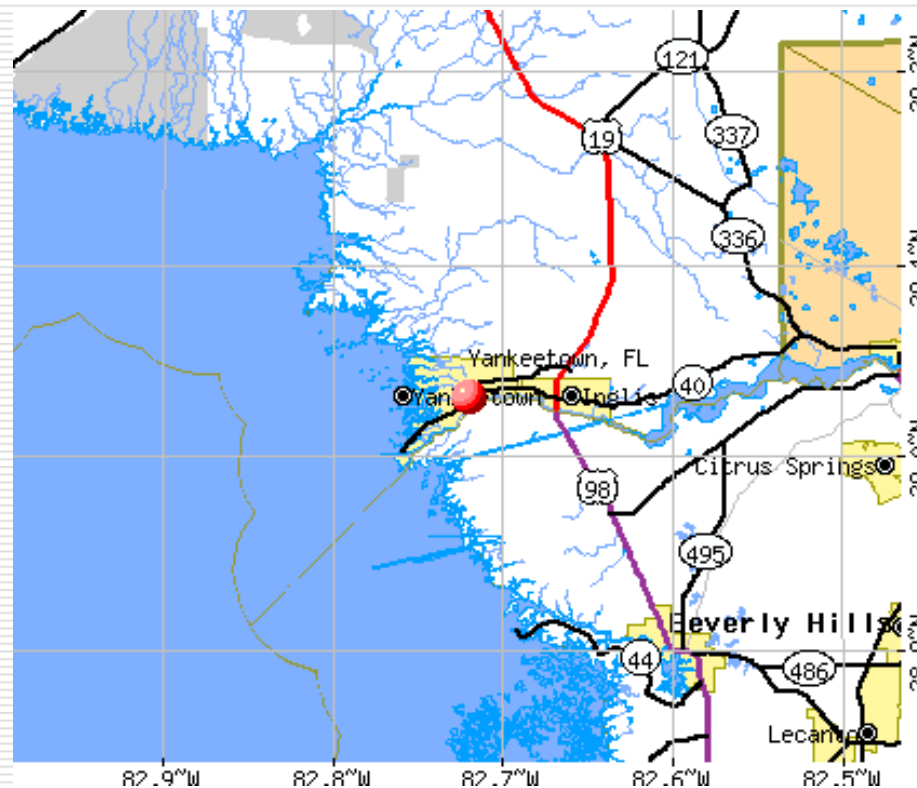 121
19
337
336
Yankeetown, FL
40
Inglis
Citrus Springs
98
495
Beverly Hills
44
486
Lecanto
82.9°W
82.8°W
82.7°W
82.6°W
82.5°W